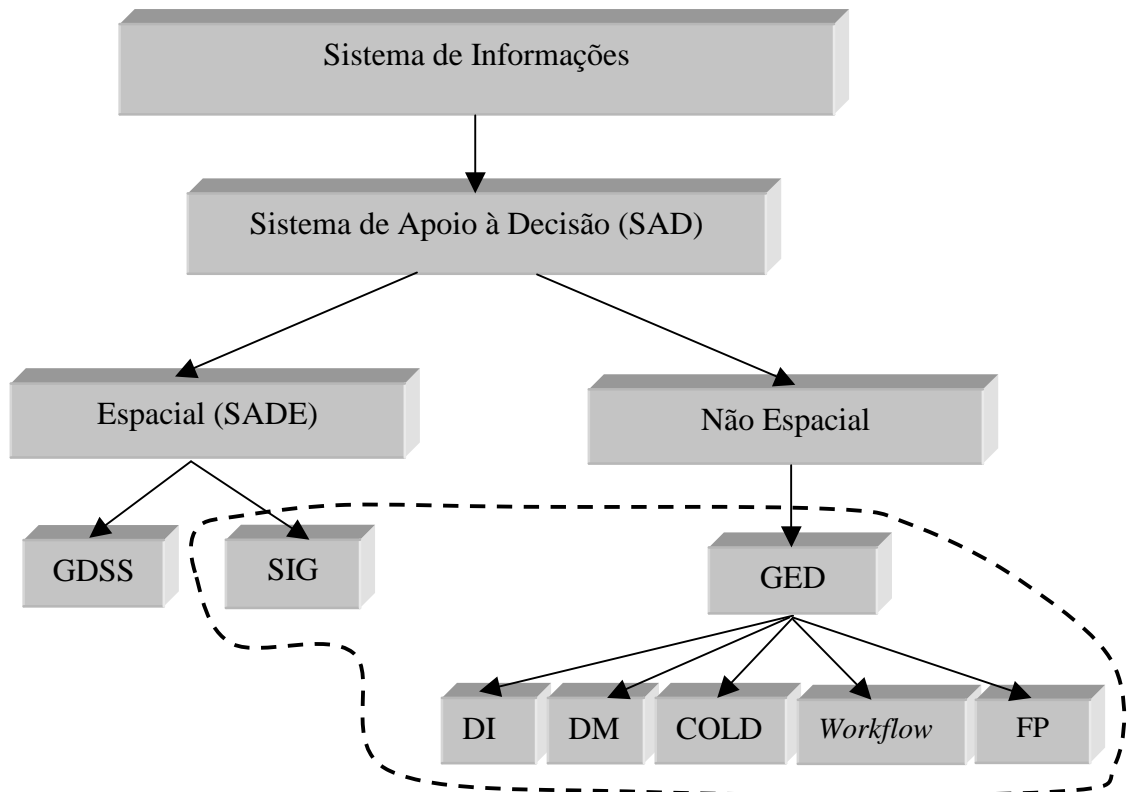 Sistema de Informações
Sistema de Apoio à Decisão (SAD)
Espacial (SADE)
Não Espacial
GDSS
SIG
GED
DI
DM
COLD
Workflow
FP